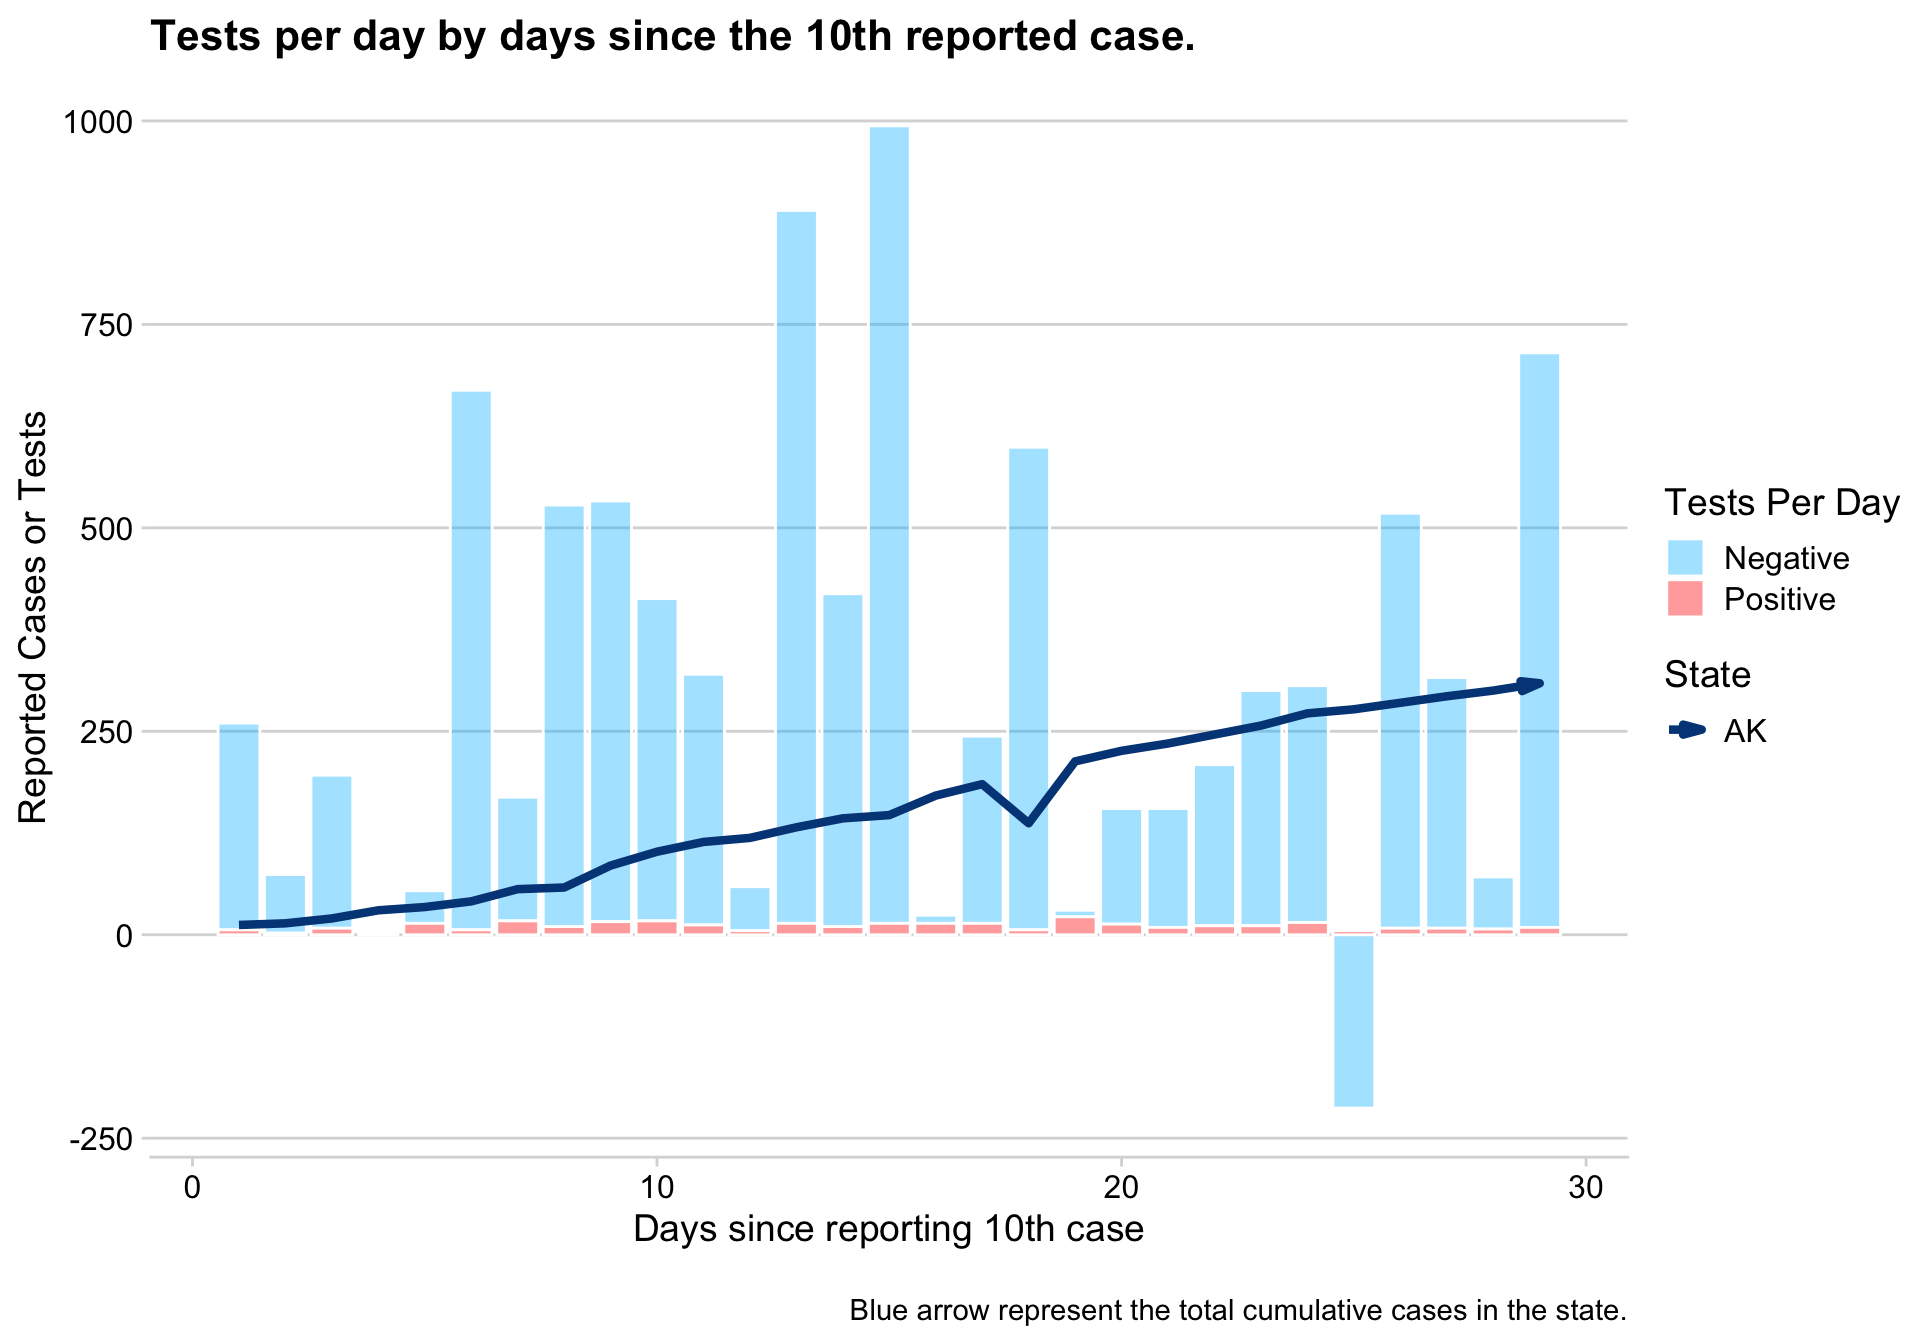 Tests per day by days since the 10th reported case.
1000
750
500
250
0
-250
Reported Cases or Tests
0 10 20 30
Days since reporting 10th case
Tests Per Day
Negative
Positive
State
AK
Blue arrow represent the total cumulative cases in the state.